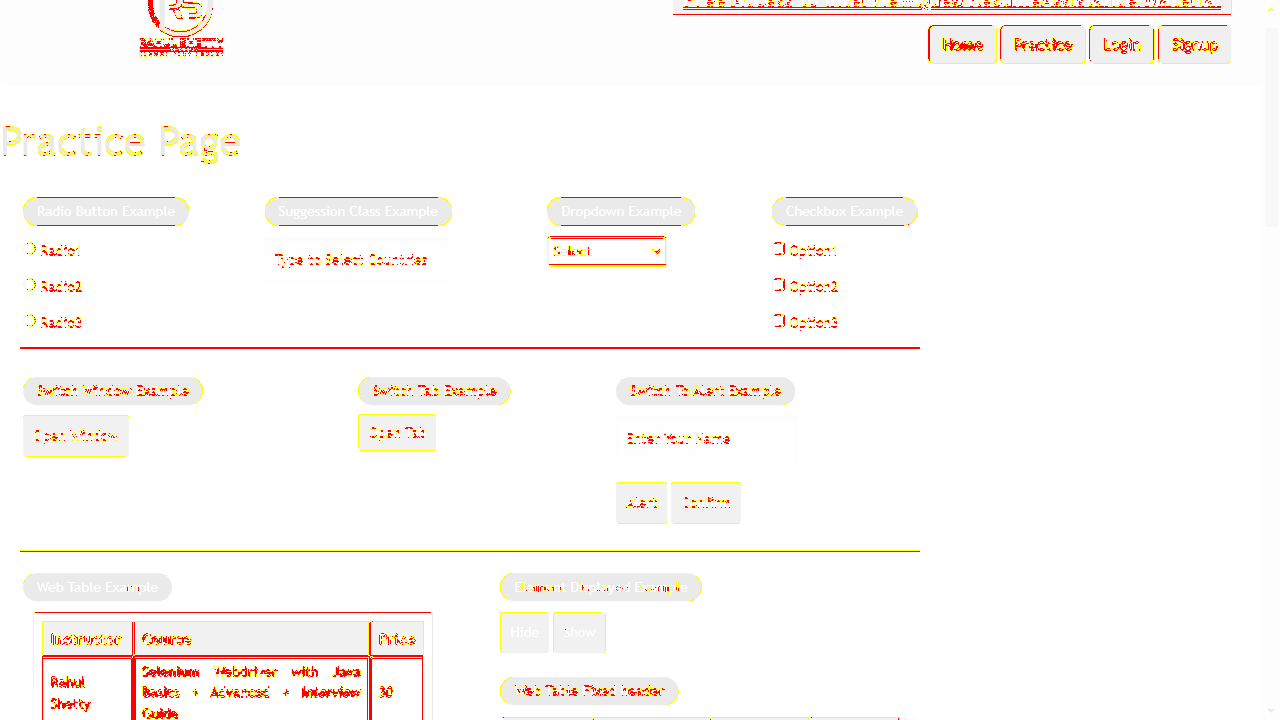 Home Practice Login Signup
Practice Page
Radio Button Example
Suggession Class Example
Dropdown Example
Checkbox Example
Radio1
Type to Select Countries
Select
Option1
Radio2
Option2
Radio3
Option3
Switch Window Example
Switch Tab Example
Switch To Alert Example
Open Window
Open Tab
Enter Your Name
Alert
Confirm
Web Table Example
Element Displayed Example
Hide
Show
Instructor Course Price
Rahul Shetty
Selenium Webdriver with Java
Basics + Advanced + Interview
Guide
30
Web Table Fixed header